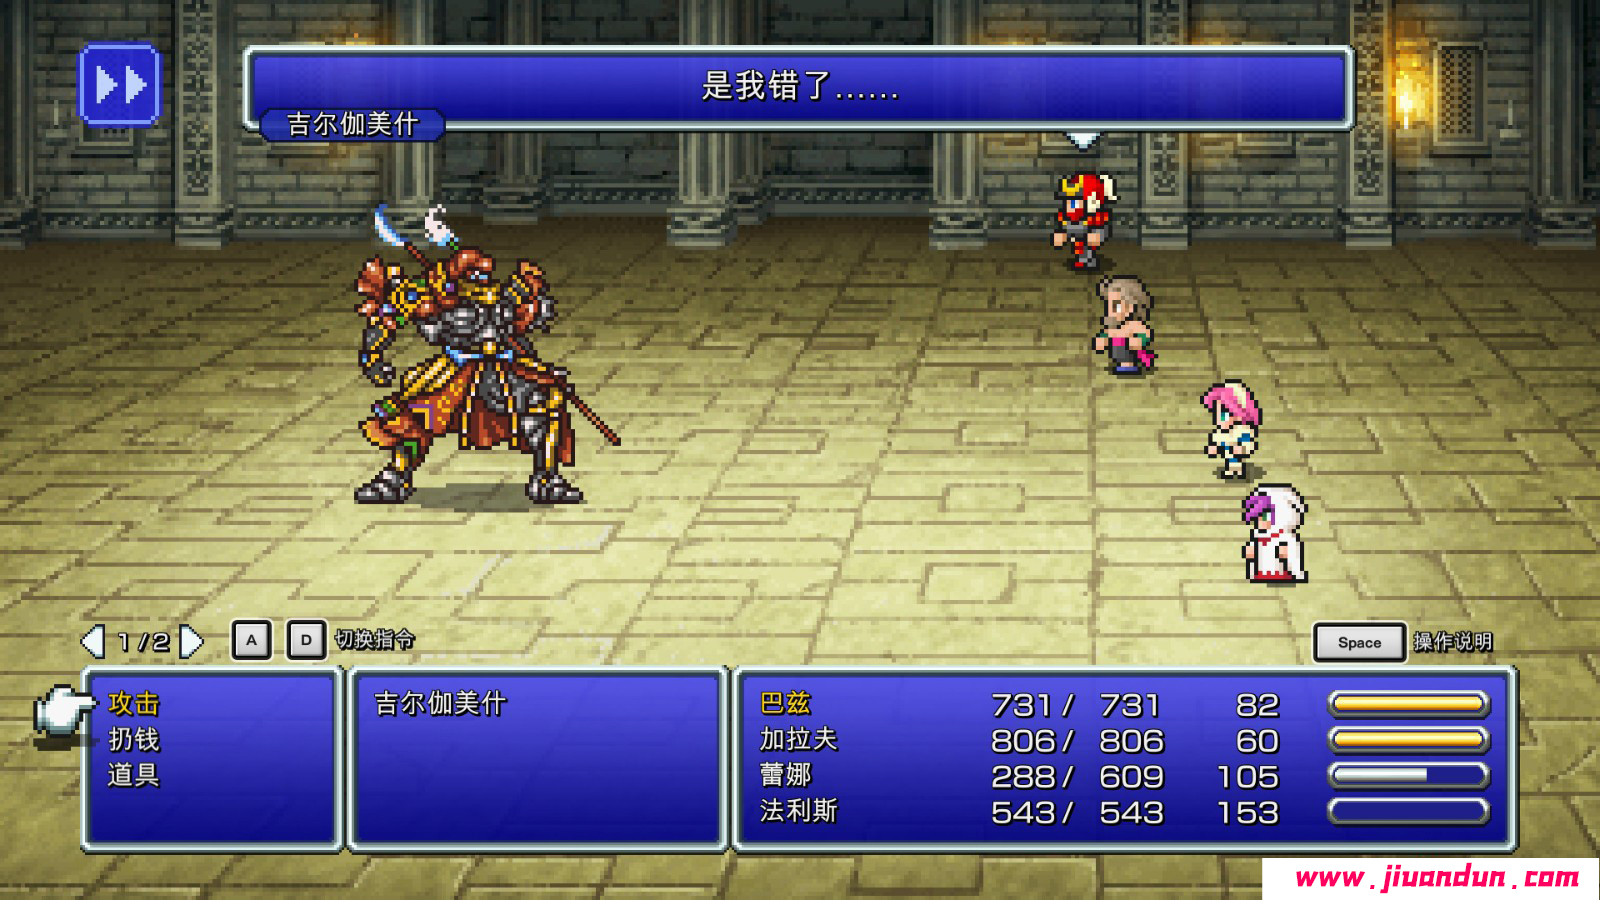 是我错了……
吉尔伽美什
1/2 A D 切换指令
Space 操作说明
攻击
扔钱
道具
吉尔伽美什
巴兹 731/ 731 82
加拉夫 806/ 806 60
蕾娜 288/ 609 105
法利斯 543/ 543 153
www.jiuandun.com